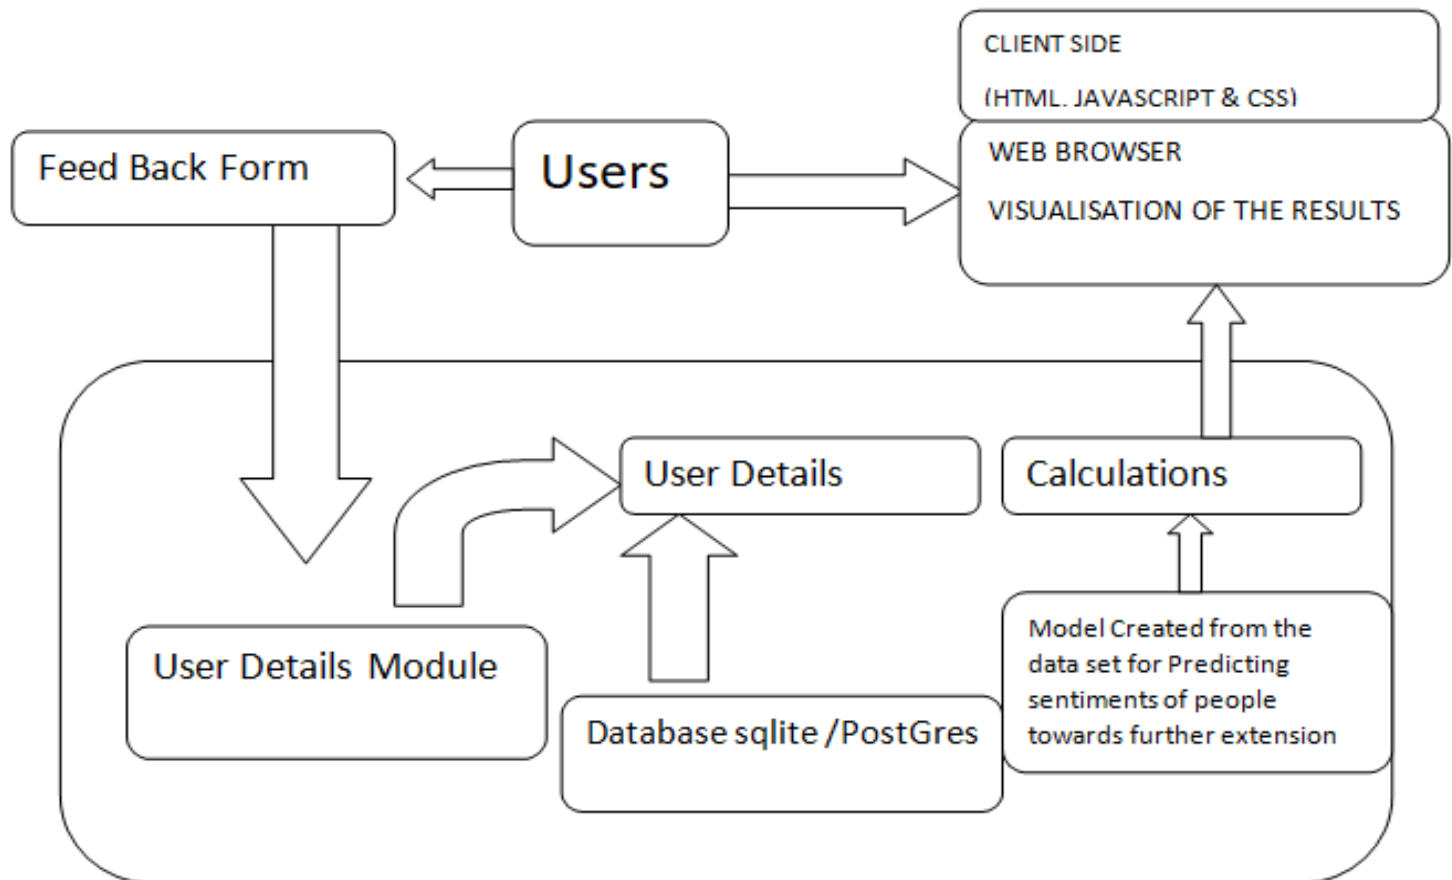 CLIENT SIDE
(HTML, JAVASCRIPT & CSS)
Feed Back Form
Users
WEB BROWSER
VISUALISATION OF THE RESULTS
User Details
Calculations
User Details Module
Database sqlite /PostGres
Model Created from the
data set for Predicting
sentiments of people
towards further extension